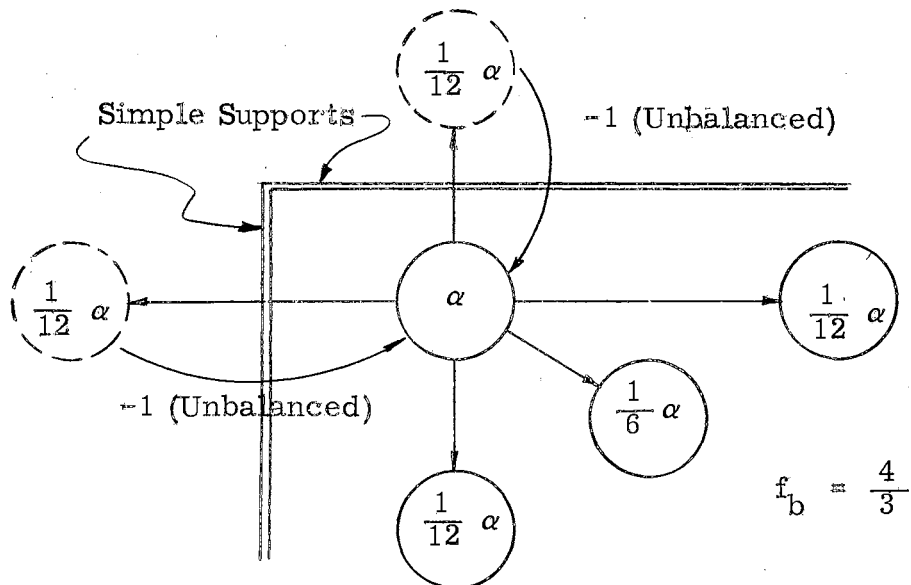 1/12 α
Simple Supports
-1 (Unbalanced)
α
1/12 α
1/12 α
-1 (Unbalanced)
1/6 α
1/12 α
f_b = 4/3